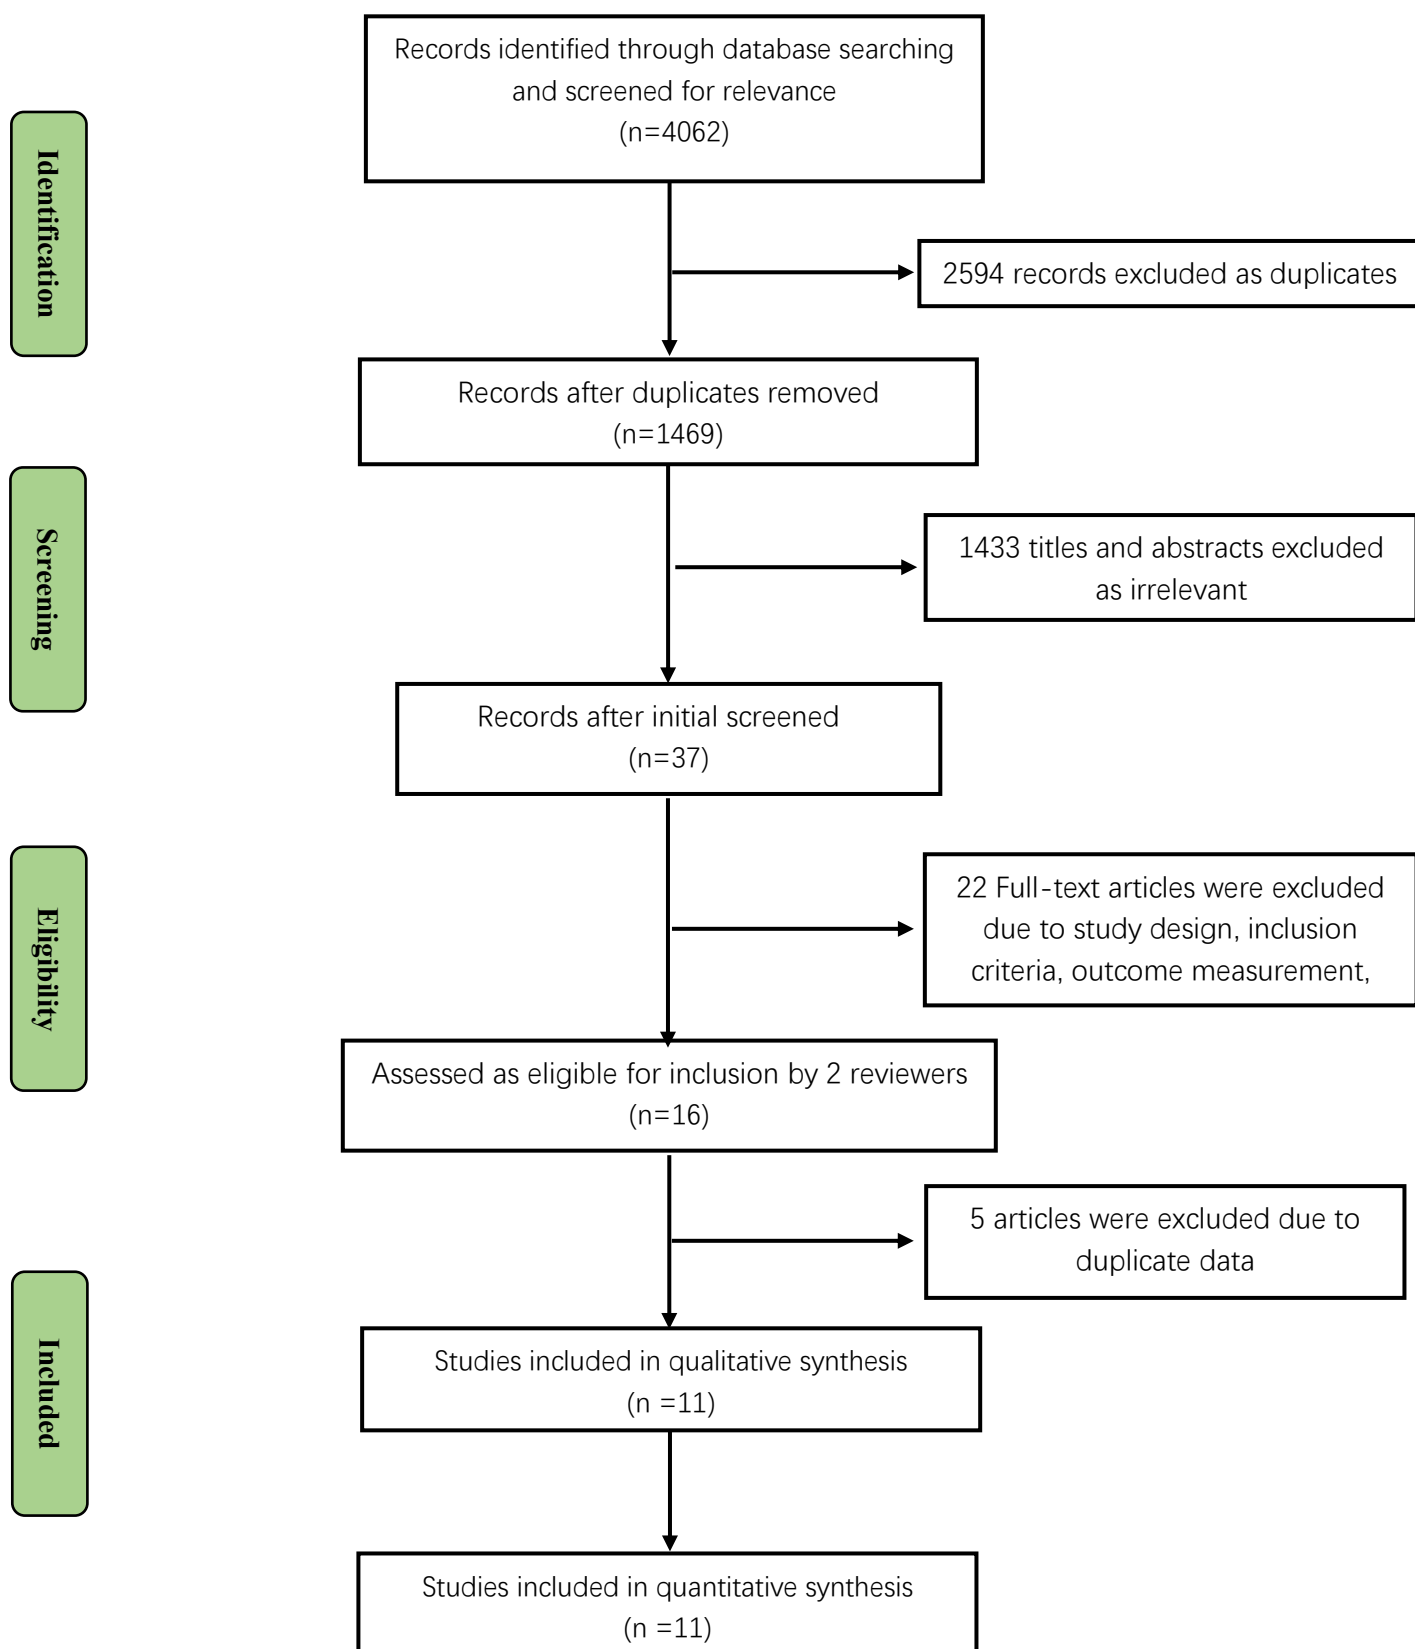 Records identified through database searching
and screened for relevance
(n=4062)
Identification
2594 records excluded as duplicates
Records after duplicates removed
(n=1469)
Screening
1433 titles and abstracts excluded
as irrelevant
Records after initial screened
(n=37)
Eligibility
22 Full-text articles were excluded
due to study design, inclusion
criteria, outcome measurement,
Assessed as eligible for inclusion by 2 reviewers
(n=16)
5 articles were excluded due to
duplicate data
Included
Studies included in qualitative synthesis
(n =11)
Studies included in quantitative synthesis
(n =11)